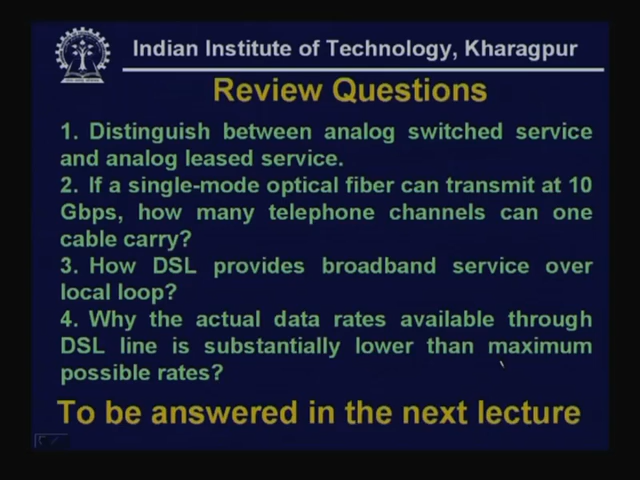 Indian Institute of Technology, Kharagpur
Review Questions
1. Distinguish between analog switched service
and analog leased service.
2. If a single-mode optical fiber can transmit at 10
Gbps, how many telephone channels can one
cable carry?
3. How DSL provides broadband service over
local loop?
4. Why the actual data rates available through
DSL line is substantially lower than maximum
possible rates?
To be answered in the next lecture